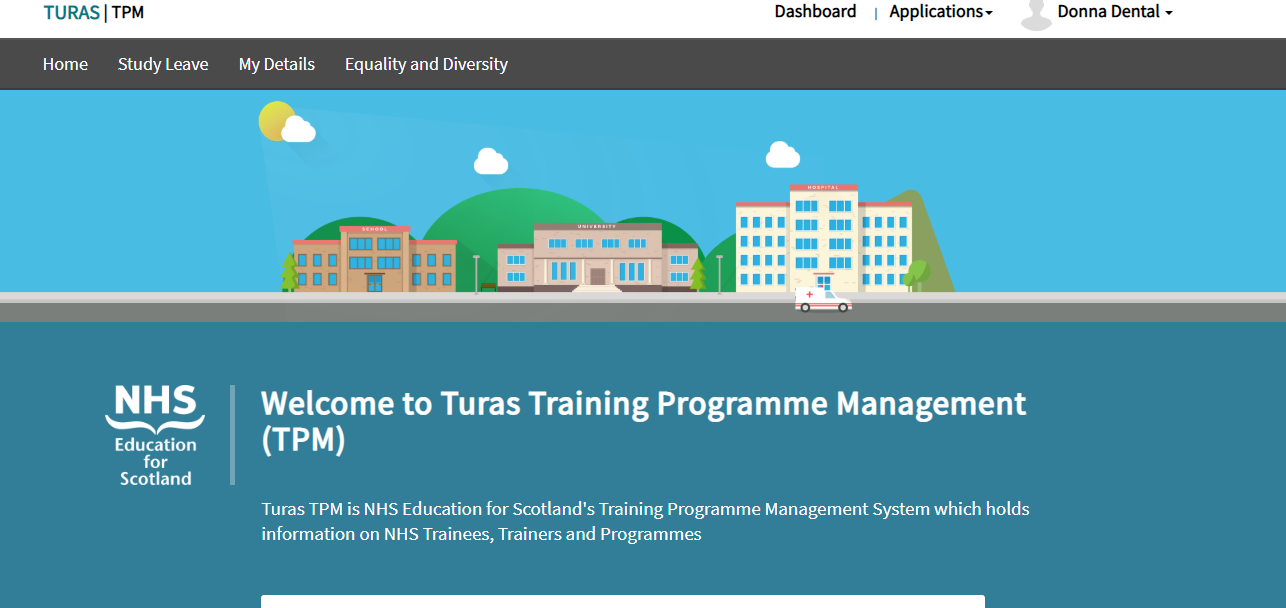 TURAS | TPM
Dashboard | Applications Donna Dental
Home Study Leave My Details Equality and Diversity
SCHOOL
UNIVERSITY
HOSPITAL
NHS
Education
for
Scotland
Welcome to Turas Training Programme Management
(TPM)
Turas TPM is NHS Education for Scotland's Training Programme Management System which holds
information on NHS Trainees, Trainers and Programmes